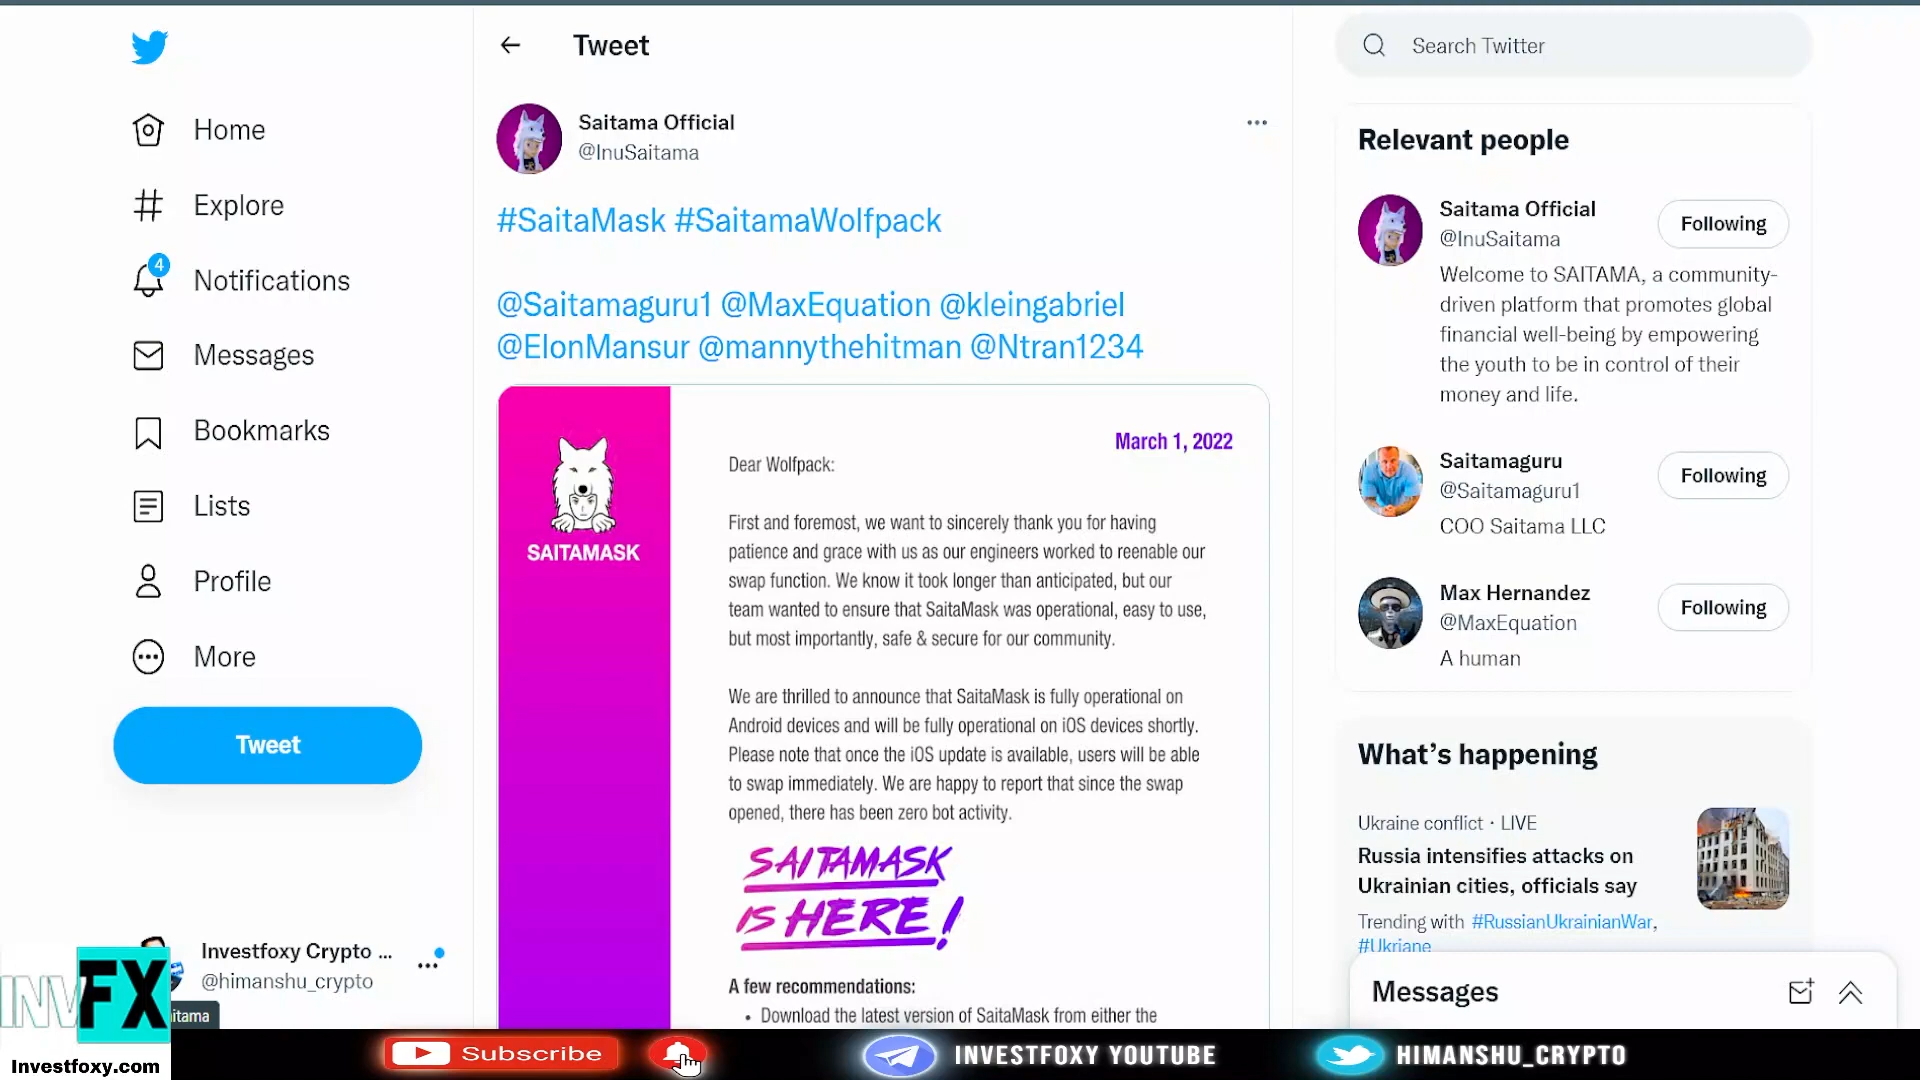 Home
Explore
4
Notifications
Messages
Bookmarks
Lists
Profile
More
Tweet
Investfoxy Crypto ...
@himanshu_crypto
itama
INVFX
Investfoxy.com
Tweet
Saitama Official
@InuSaitama
#SaitaMask #SaitamaWolfpack
@Saitamaguru1 @MaxEquation @kleingabriel
@ElonMansur @mannythehitman @Ntran1234
SAITAMASK
March 1, 2022
Dear Wolfpack:
First and foremost, we want to sincerely thank you for having
patience and grace with us as our engineers worked to reenable our
swap function. We know it took longer than anticipated, but our
team wanted to ensure that SaitaMask was operational, easy to use,
but most importantly, safe & secure for our community.
We are thrilled to announce that SaitaMask is fully operational on
Android devices and will be fully operational on iOS devices shortly.
Please note that once the iOS update is available, users will be able
to swap immediately. We are happy to report that since the swap
opened, there has been zero bot activity.
SAITAMASK
IS HERE!
A few recommendations:
• Download the latest version of SaitaMask from either the
Search Twitter
Relevant people
Saitama Official
@InuSaitama
Following
Welcome to SAITAMA, a community-
driven platform that promotes global
financial well-being by empowering
the youth to be in control of their
money and life.
Saitamaguru
@Saitamaguru1
Following
COO Saitama LLC
Max Hernandez
@MaxEquation
Following
A human
What's happening
Ukraine conflict · LIVE
Russia intensifies attacks on
Ukrainian cities, officials say
Trending with #RussianUkrainianWar,
#Ukriane
Messages
Subscribe
INVESTFOXY YOUTUBE
HIMANSHU_CRYPTO